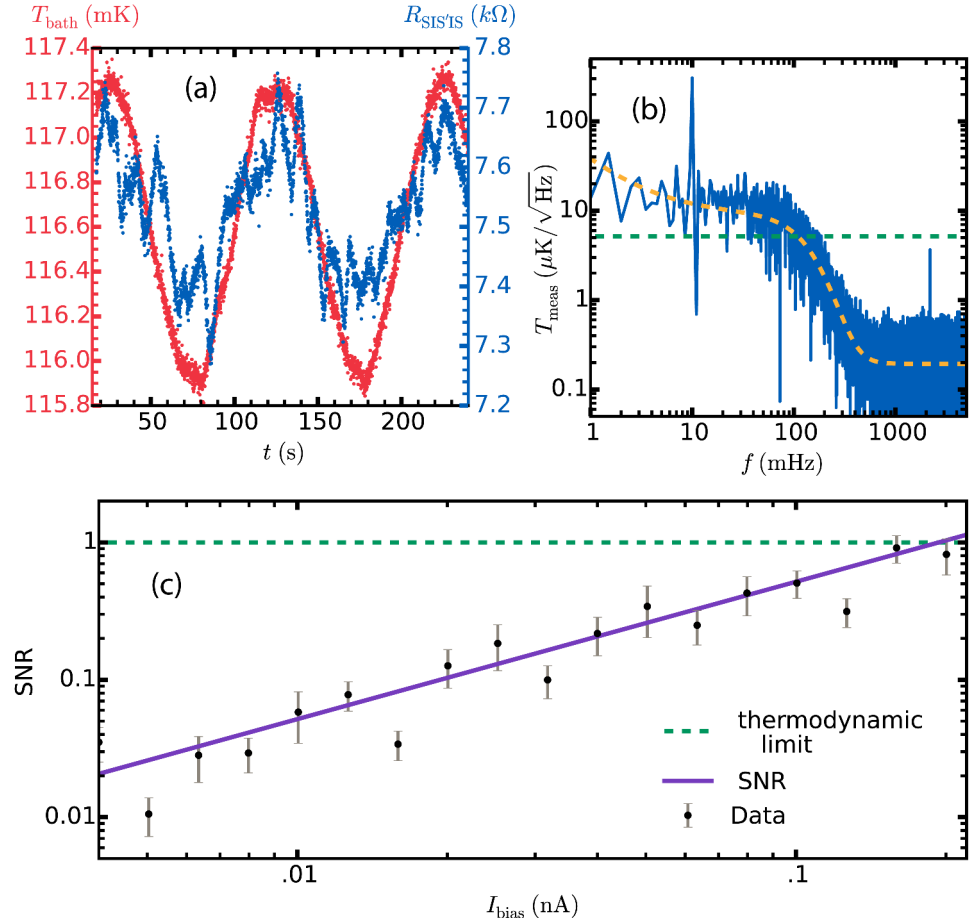 T_bath (mK)
R_SIS'IS (kΩ)
117.4
117.2
117.0
116.8
116.6
116.4
116.2
116.0
115.8
(a)
7.8
7.7
7.6
7.5
7.4
7.3
7.2
50 100 150 200
t (s)
(b)
T_meas (μK/√Hz)
100
10
1
0.1
1 10 100 1000
f (mHz)
(c)
SNR
1
0.1
0.01
thermodynamic
limit
SNR
Data
.01 .1
I_bias (nA)